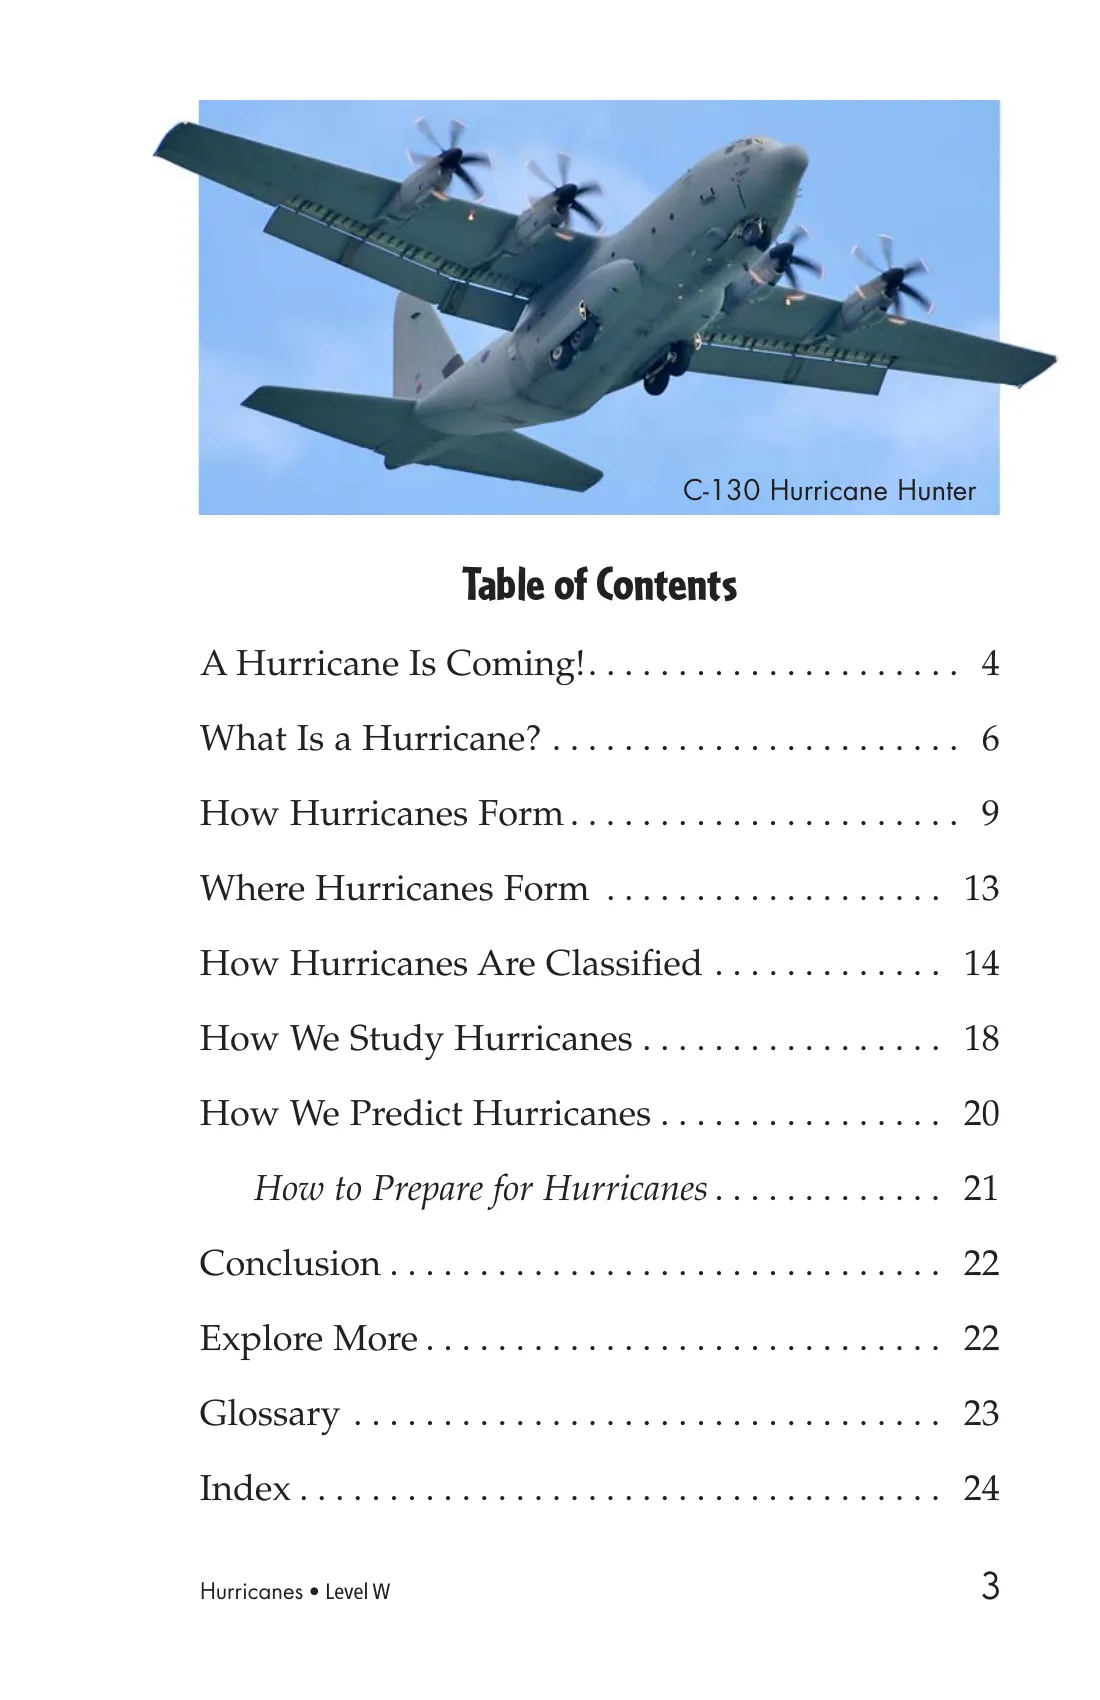 C-130 Hurricane Hunter
Table of Contents
A Hurricane Is Coming!. . . . . . . . . . . . . . . . . . . . . 4
What Is a Hurricane? . . . . . . . . . . . . . . . . . . . . . . . 6
How Hurricanes Form . . . . . . . . . . . . . . . . . . . . . . 9
Where Hurricanes Form . . . . . . . . . . . . . . . . . . . 13
How Hurricanes Are Classified . . . . . . . . . . . . . 14
How We Study Hurricanes . . . . . . . . . . . . . . . . . 18
How We Predict Hurricanes . . . . . . . . . . . . . . . . 20
How to Prepare for Hurricanes . . . . . . . . . . . . . 21
Conclusion . . . . . . . . . . . . . . . . . . . . . . . . . . . . . . . 22
Explore More . . . . . . . . . . . . . . . . . . . . . . . . . . . . . 22
Glossary . . . . . . . . . . . . . . . . . . . . . . . . . . . . . . . . . 23
Index . . . . . . . . . . . . . . . . . . . . . . . . . . . . . . . . . . . . 24
Hurricanes • Level W 3